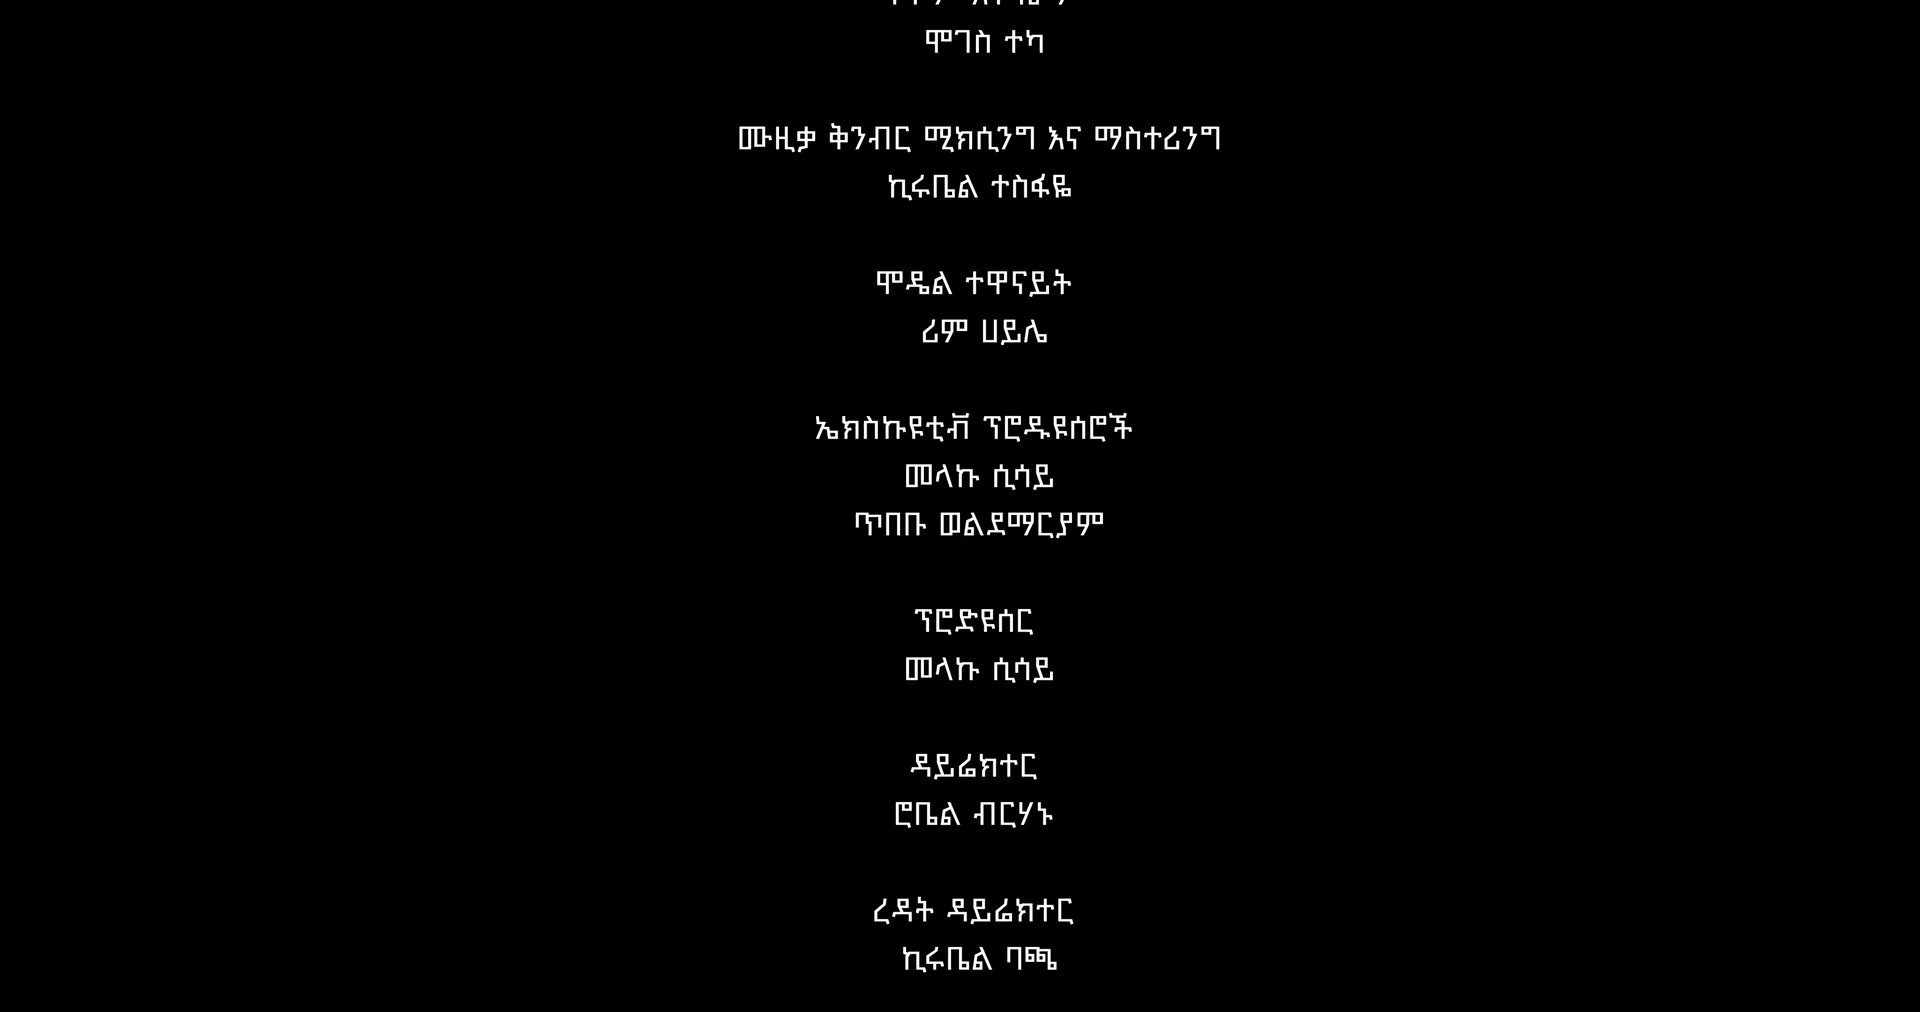 ሞገስ ተካ
ሙዚቃ ቅንብር ሚክሲንግ እና ማስተሪንግ
ኪሩቤል ተስፋዬ
ሞዴል ተዋናይት
ሪም ሀይሌ
ኤክስኩዩቲቭ ፕሮዱዩሰሮች
መላኩ ሲሳይ
ጥበቡ ወልደማርያም
ፕሮድዩሰር
መላኩ ሲሳይ
ዳይሬክተር
ሮቤል ብርሃኑ
ረዳት ዳይሬክተር
ኪሩቤል ባጫ